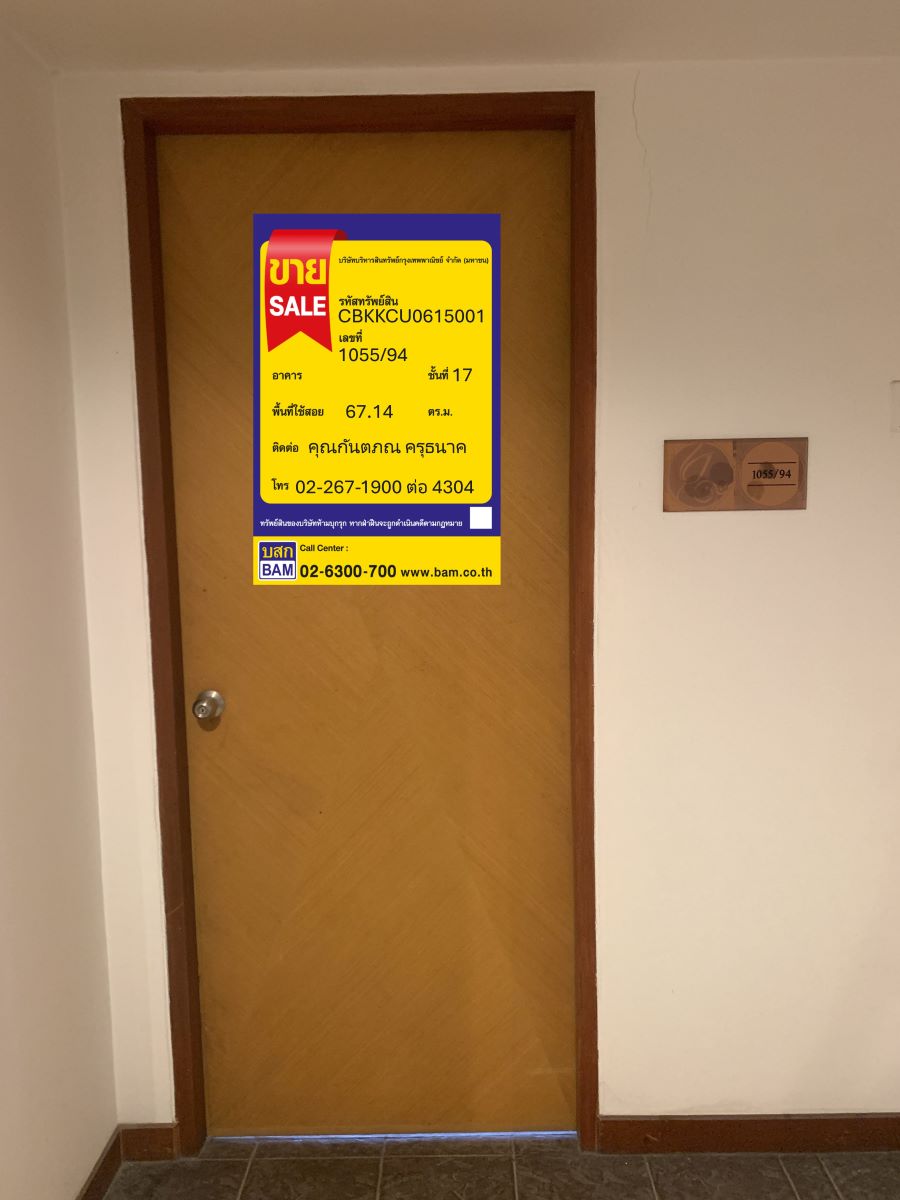 ขาย
SALE
บริษัทบริหารสินทรัพย์กรุงเทพพาณิชย์ จำกัด (มหาชน)
รหัสทรัพย์สิน
CBKKCU0615001
เลขที่
1055/94
อาคาร ชั้นที่ 17
พื้นที่ใช้สอย 67.14 ตร.ม.
ติดต่อ คุณกันตภณ ครุธนาค
โทร 02-267-1900 ต่อ 4304
ทรัพย์สินของบริษัทห้ามบุกรุก หากฝ่าฝืนจะถูกดำเนินคดีตามกฎหมาย
บสก
BAM
Call Center :
02-6300-700 www.bam.co.th
1055/94